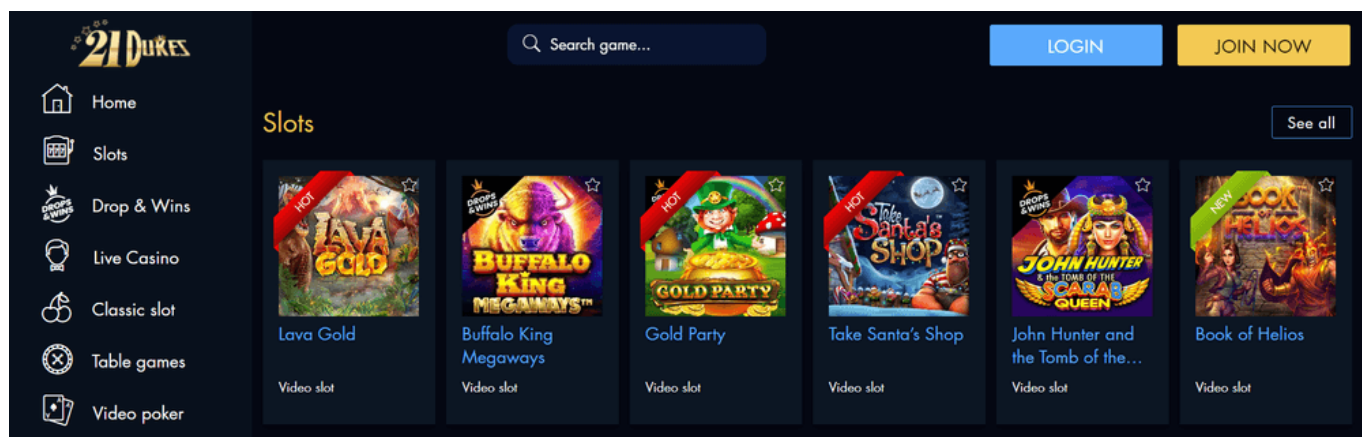 21 DUKES
Search game...
LOGIN
JOIN NOW
Home
Slots
Drop & Wins
Live Casino
Classic slot
Table games
Video poker
Slots
See all
HOT
LAVA
GOLD
Lava Gold
Video slot
DROPS
&WINS
BUFFALO
KING
MEGAWAYS™
Buffalo King
Megaways
Video slot
HOT
GOLD PARTY
Gold Party
Video slot
HOT
Take
Santa's
SHOP
Take Santa's Shop
Video slot
DROPS
&WINS
JOHN HUNTER
& THE TOMB OF THE
SCARAB
QUEEN
John Hunter and
the Tomb of the...
Video slot
NEW
BOOK
OF
HELIOS
Book of Helios
Video slot
DROPS
&WINS